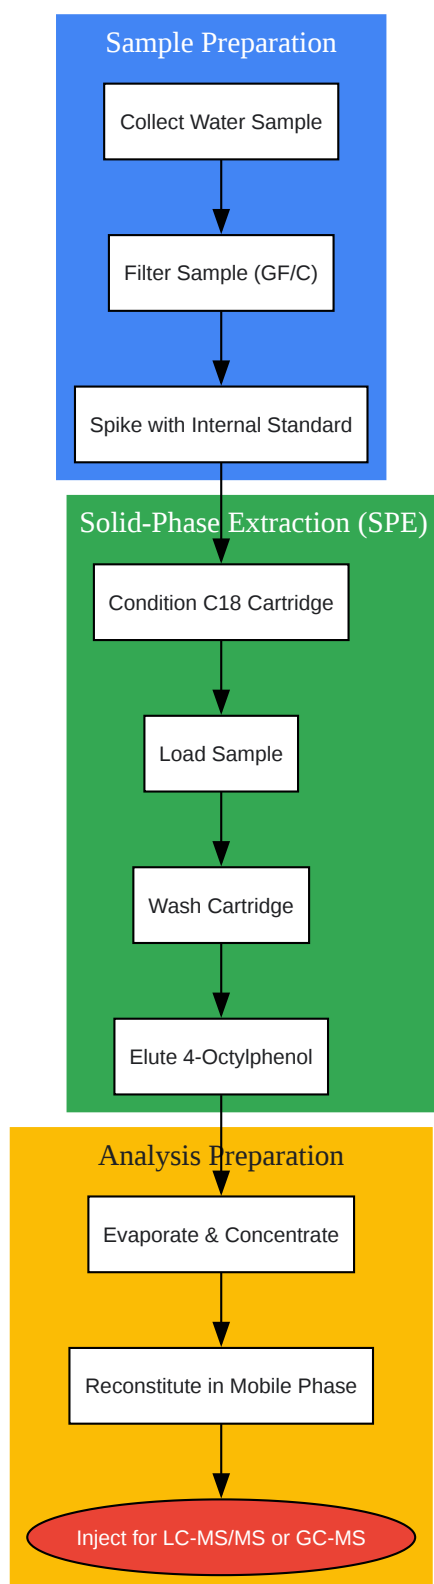 Sample Preparation
Collect Water Sample
Filter Sample (GF/C)
Spike with Internal Standard
Solid-Phase Extraction (SPE)
Condition C18 Cartridge
Load Sample
Wash Cartridge
Elute 4-Octylphenol
Analysis Preparation
Evaporate & Concentrate
Reconstitute in Mobile Phase
Inject for LC-MS/MS or GC-MS